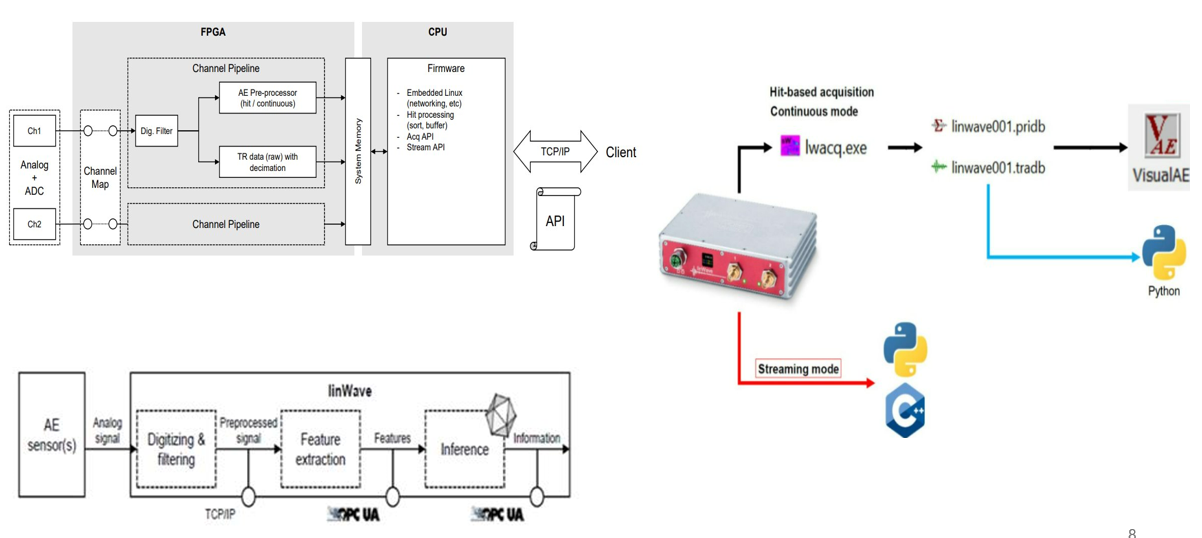 FPGA
CPU
Channel Pipeline
AE Pre-processor
(hit / continuous)
Dig. Filter
TR data (raw) with
decimation
Channel Pipeline
Ch1
Analog
+
ADC
Ch2
Channel
Map
System Memory
Firmware
- Embedded Linux
(networking, etc)
- Hit processing
(sort, buffer)
- Acq API
- Stream API
TCP/IP
Client
API
Hit-based acquisition
Continuous mode
lwacq.exe
linwave001.pridb
linwave001.tradb
V
AE
VisualAE
Python
Streaming mode
C++
linWave
AE
sensor(s)
Analog
signal
Digitizing &
filtering
Preprocessed
signal
Feature
extraction
Features
Inference
Information
TCP/IP
OPC UA
OPC UA
8